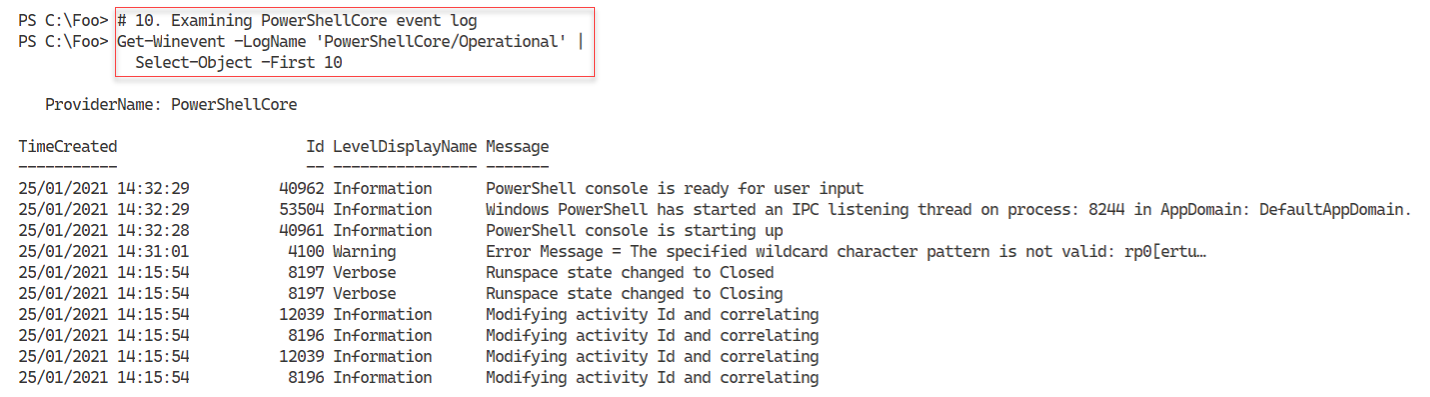 PS C:\Foo> # 10. Examining PowerShellCore event log
PS C:\Foo> Get-Winevent -LogName 'PowerShellCore/Operational' |
Select-Object -First 10
ProviderName: PowerShellCore
TimeCreated Id LevelDisplayName Message
----------- -- ---------------- -------
25/01/2021 14:32:29 40962 Information PowerShell console is ready for user input
25/01/2021 14:32:29 53504 Information Windows PowerShell has started an IPC listening thread on process: 8244 in AppDomain: DefaultAppDomain.
25/01/2021 14:32:28 40961 Information PowerShell console is starting up
25/01/2021 14:31:01 4100 Warning Error Message = The specified wildcard character pattern is not valid: rp0[ertu…
25/01/2021 14:15:54 8197 Verbose Runspace state changed to Closed
25/01/2021 14:15:54 8197 Verbose Runspace state changed to Closing
25/01/2021 14:15:54 12039 Information Modifying activity Id and correlating
25/01/2021 14:15:54 8196 Information Modifying activity Id and correlating
25/01/2021 14:15:54 12039 Information Modifying activity Id and correlating
25/01/2021 14:15:54 8196 Information Modifying activity Id and correlating